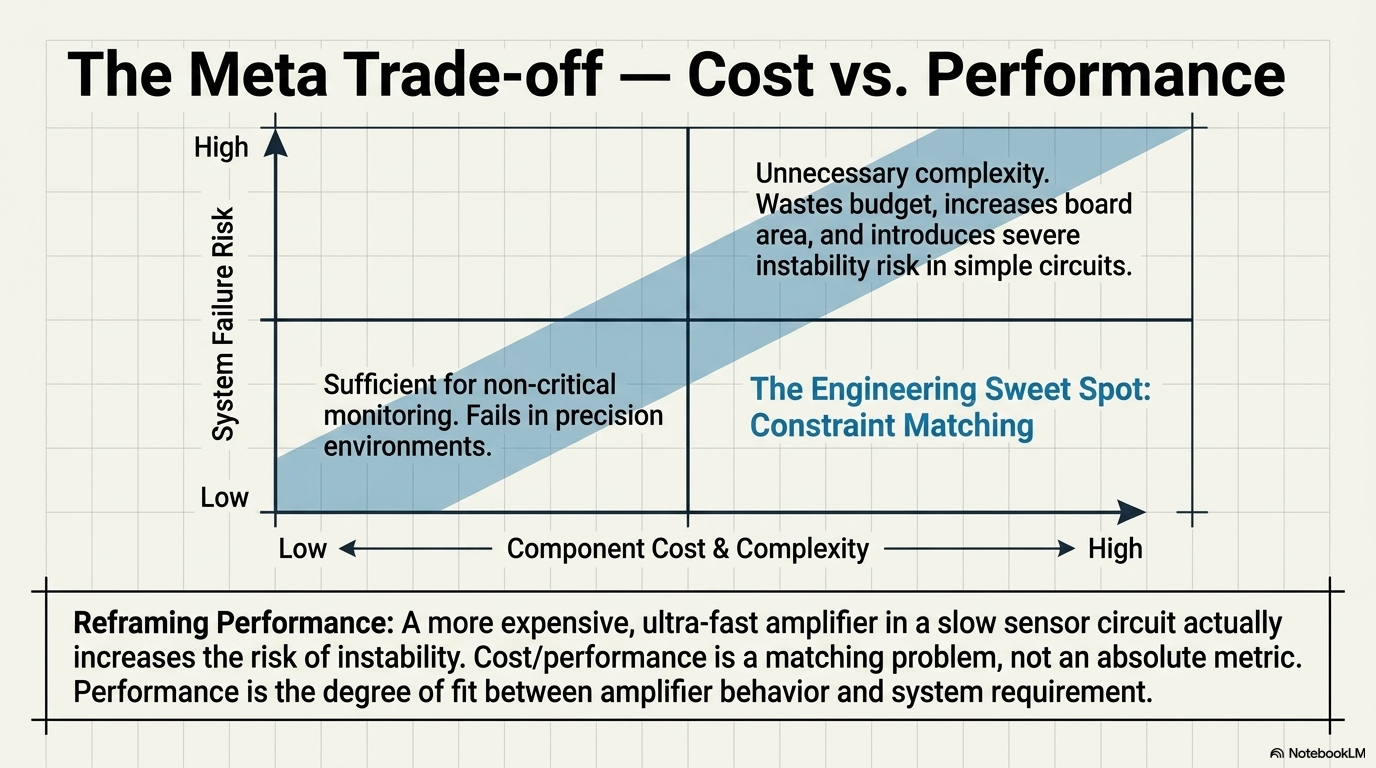 The Meta Trade-off — Cost vs. Performance
High
System Failure Risk
Low
Unnecessary complexity.
Wastes budget, increases board
area, and introduces severe
instability risk in simple circuits.
Sufficient for non-critical
monitoring. Fails in precision
environments.
The Engineering Sweet Spot:
Constraint Matching
Low
Component Cost & Complexity
High
Reframing Performance: A more expensive, ultra-fast amplifier in a slow sensor circuit actually
increases the risk of instability. Cost/performance is a matching problem, not an absolute metric.
Performance is the degree of fit between amplifier behavior and system requirement.
NotebookLM